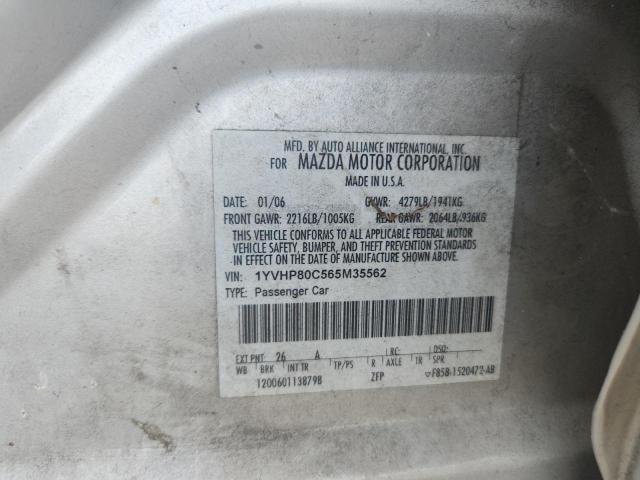 MFD. BY AUTO ALLIANCE INTERNATIONAL, INC.
FOR MAZDA MOTOR CORPORATION
MADE IN U.S.A.
DATE: 01/06 GVWR: 4279LB/1941KG
FRONT GAWR: 2216LB/1005KG REAR GAWR: 2064LB/936KG
THIS VEHICLE CONFORMS TO ALL APPLICABLE FEDERAL MOTOR
VEHICLE SAFETY, BUMPER, AND THEFT PREVENTION STANDARDS
IN EFFECT ON THE DATE OF MANUFACTURE SHOWN ABOVE.
VIN: 1YVHP80C565M35562
TYPE: Passenger Car
EXT PNT: 26 A RC: DSO:
WB BRK INT TR TP/PS R AXLE TR SPR
1200601138798 ZFP ▽F85B-1520472-AB